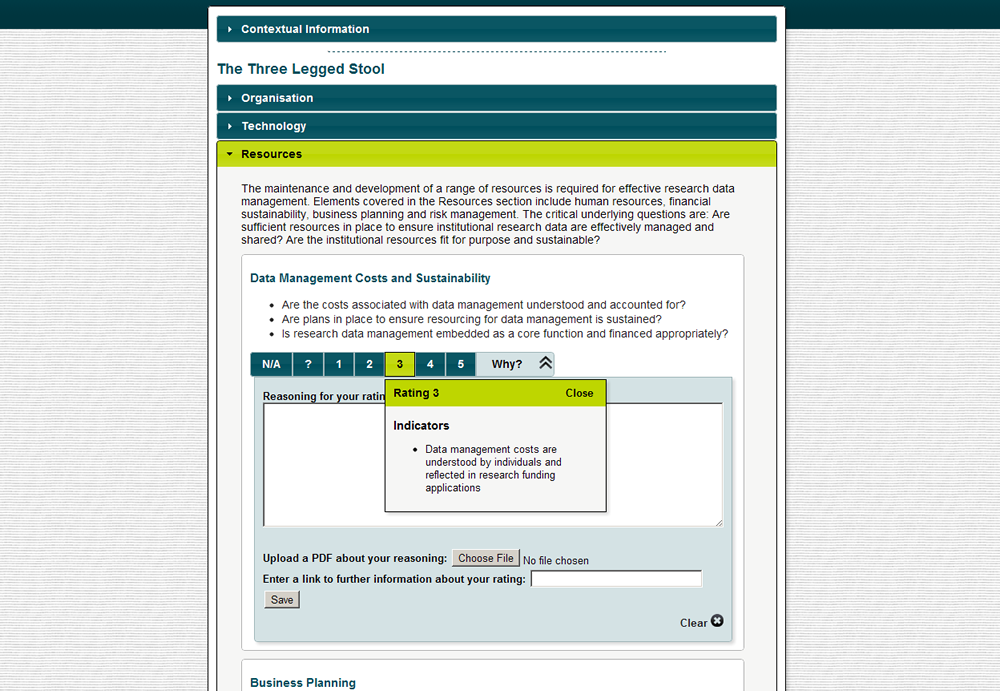 Contextual Information
The Three Legged Stool
Organisation
Technology
Resources
The maintenance and development of a range of resources is required for effective research data
management. Elements covered in the Resources section include human resources, financial
sustainability, business planning and risk management. The critical underlying questions are: Are
sufficient resources in place to ensure institutional research data are effectively managed and
shared? Are the institutional resources fit for purpose and sustainable?
Data Management Costs and Sustainability
Are the costs associated with data management understood and accounted for?
Are plans in place to ensure resourcing for data management is sustained?
Is research data management embedded as a core function and financed appropriately?
N/A ? 1 2 3 4 5 Why?
Reasoning for your ratin
Rating 3 Close
Indicators
Data management costs are
understood by individuals and
reflected in research funding
applications
Upload a PDF about your reasoning: Choose File No file chosen
Enter a link to further information about your rating:
Save
Clear
Business Planning